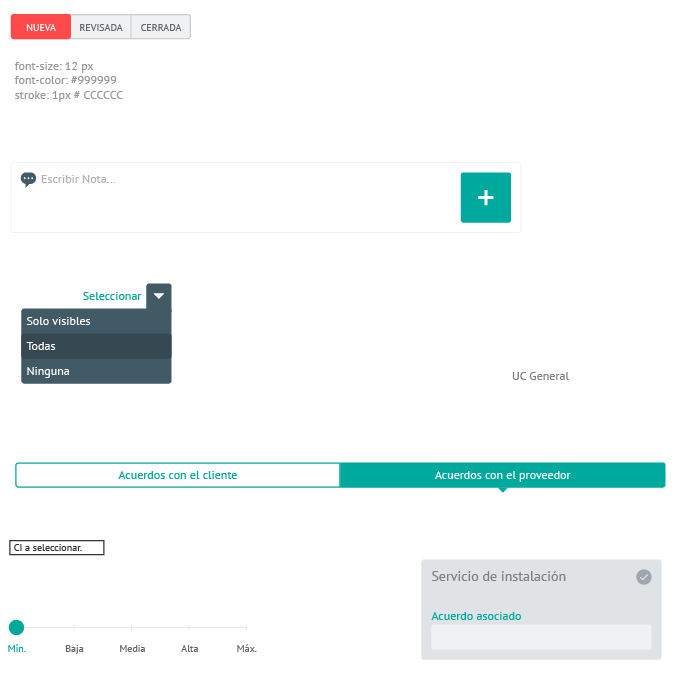 NUEVA REVISADA CERRADA
font-size: 12 px
font-color: #999999
stroke: 1px # CCCCCC
Escribir Nota...
Seleccionar
Solo visibles
Todas
Ninguna
UC General
Acuerdos con el cliente Acuerdos con el proveedor
CI a seleccionar.
Servicio de instalación
Acuerdo asociado
Mín. Baja Media Alta Máx.